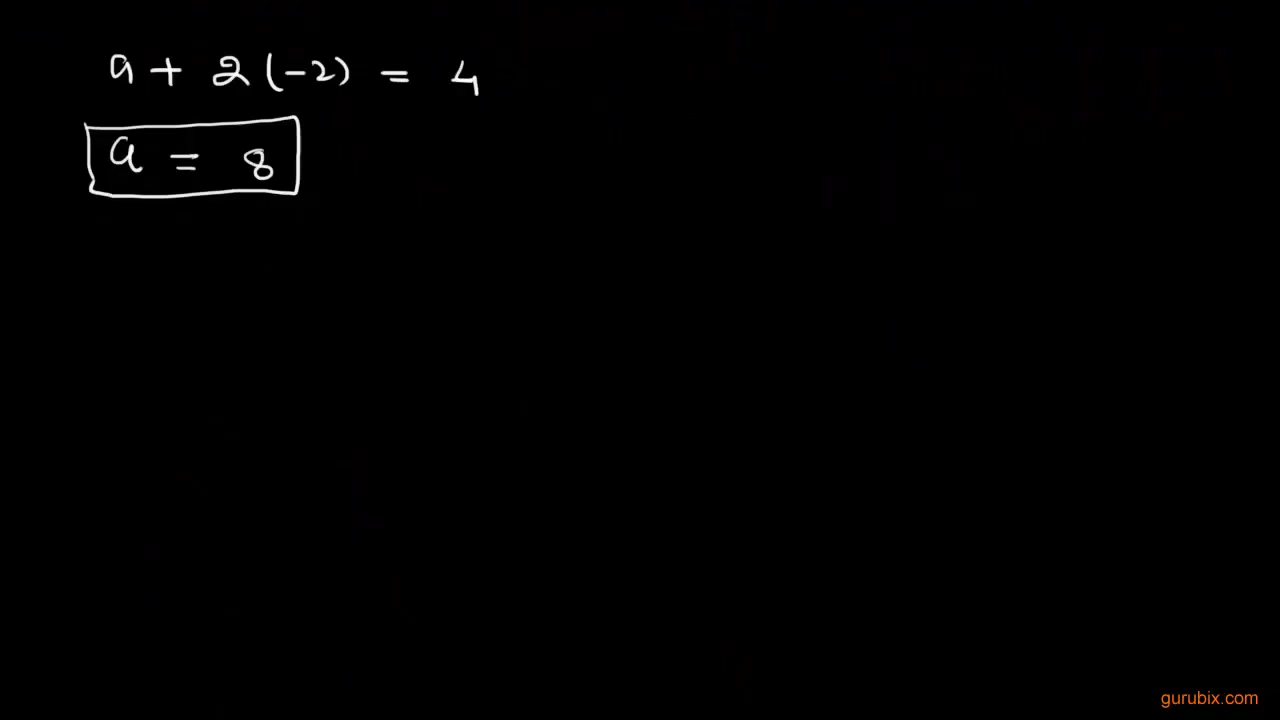 a + 2(-2) = 4
a = 8
gurubix.com